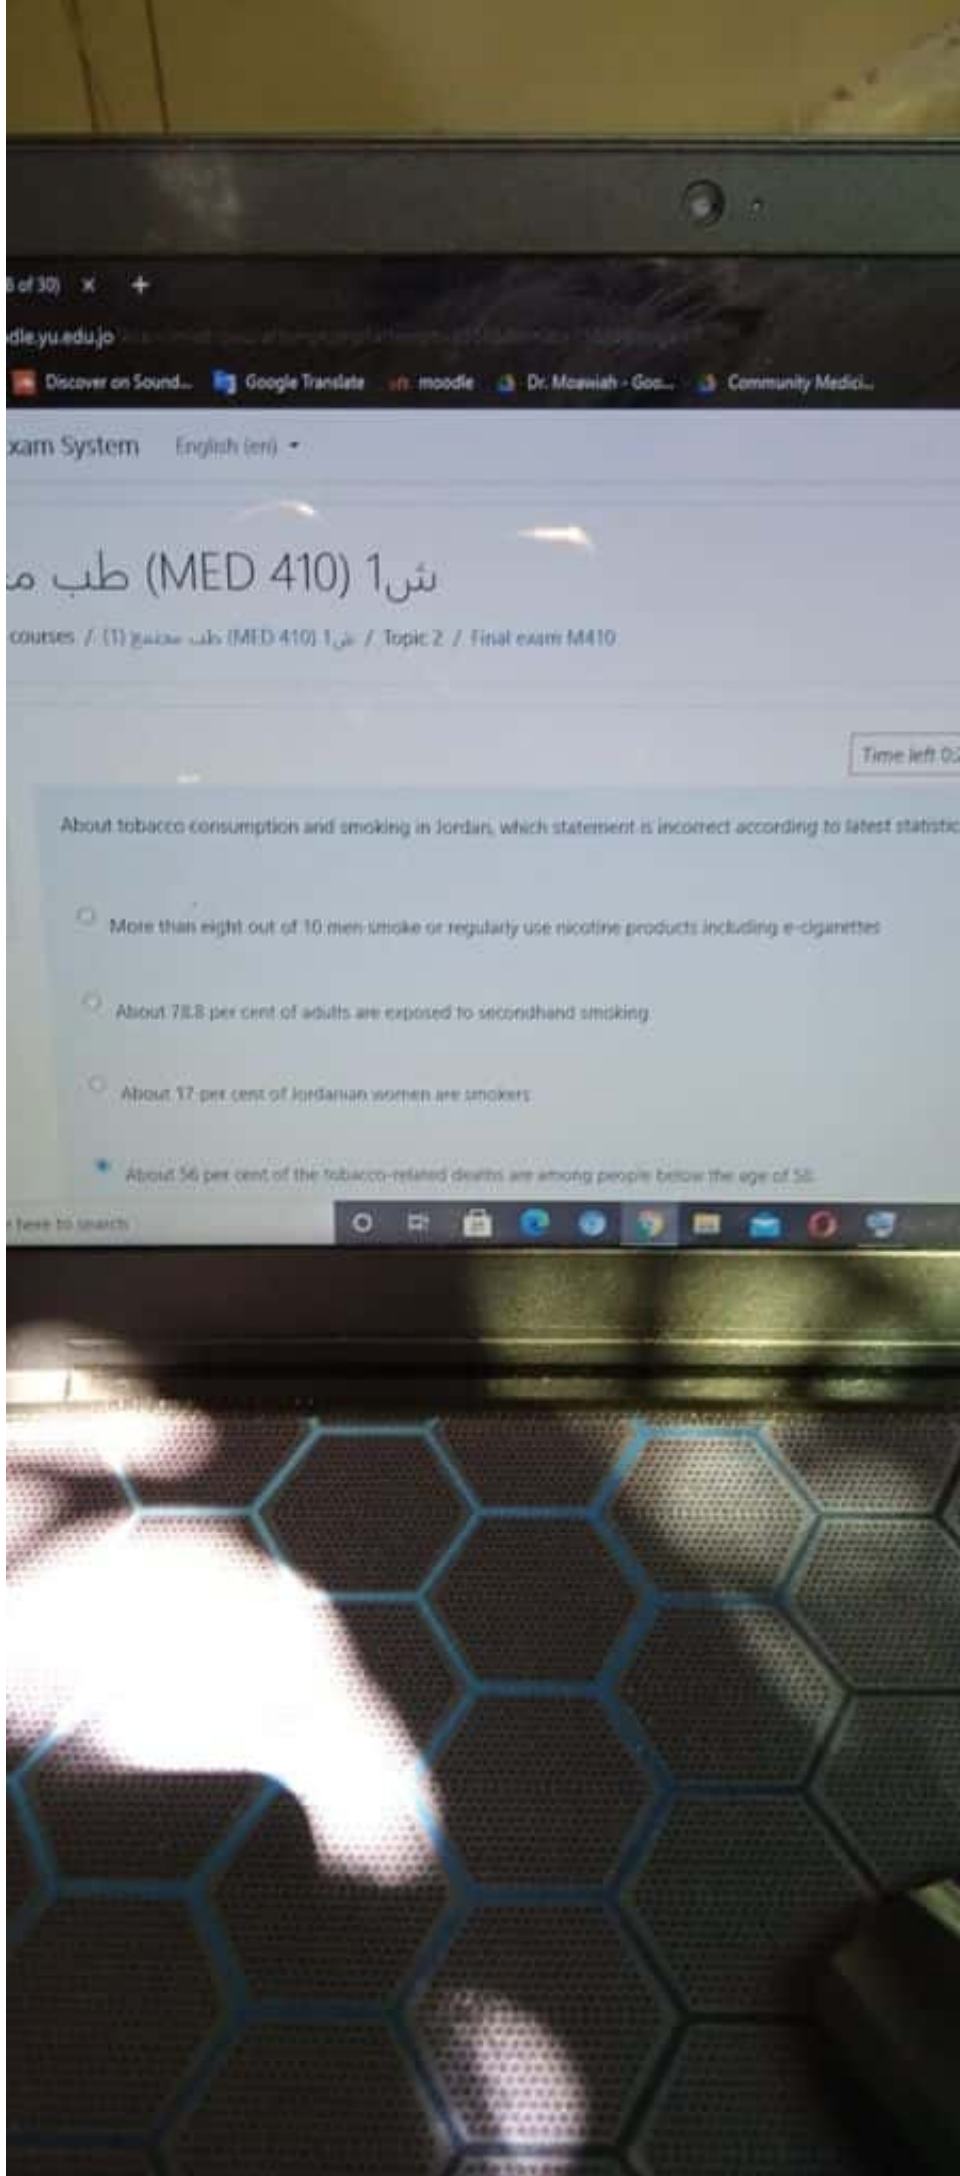 of 30) × +
dle.yu.edu.jo
Discover on Sound... Google Translate moodle Dr. Moawiah - Goo... Community Medici...
xam System English (en)
طب م (MED 410) ش1
courses / طب مجتمع (1) (MED 410) ش1 / Topic 2 / Final exam M410
Time left 0:
About tobacco consumption and smoking in Jordan, which statement is incorrect according to latest statistic
More than eight out of 10 men smoke or regularly use nicotine products including e-cigarettes
About 78.8 per cent of adults are exposed to secondhand smoking
About 17 per cent of Jordanian women are smokers
About 56 per cent of the tobacco-related deaths are among people below the age of
here to search